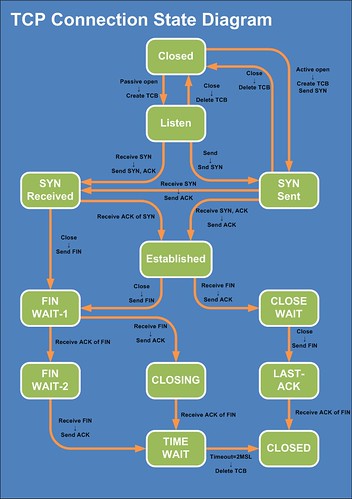 TCP Connection State Diagram
Closed
Passive open
↓
Create TCB
Close
↓
Delete TCB
Close
↓
Delete TCB
Active open
↓
Create TCB
Send SYN
Listen
Receive SYN
↓
Send SYN, ACK
Send
↓
Snd SYN
SYN
Received
Receive SYN
↓
Send ACK
SYN
Sent
Receive ACK of SYN
Receive SYN, ACK
↓
Send ACK
Close
↓
Send FIN
Established
Close
↓
Send FIN
Receive FIN
↓
Send ACK
FIN
WAIT-1
CLOSE
WAIT
Receive FIN
↓
Send ACK
Receive ACK of FIN
Close
↓
Send FIN
FIN
WAIT-2
CLOSING
LAST-
ACK
Receive FIN
↓
Send ACK
Receive ACK of FIN
Receive ACK of FIN
TIME
WAIT
Timeout=2MSL
↓
Delete TCB
CLOSED